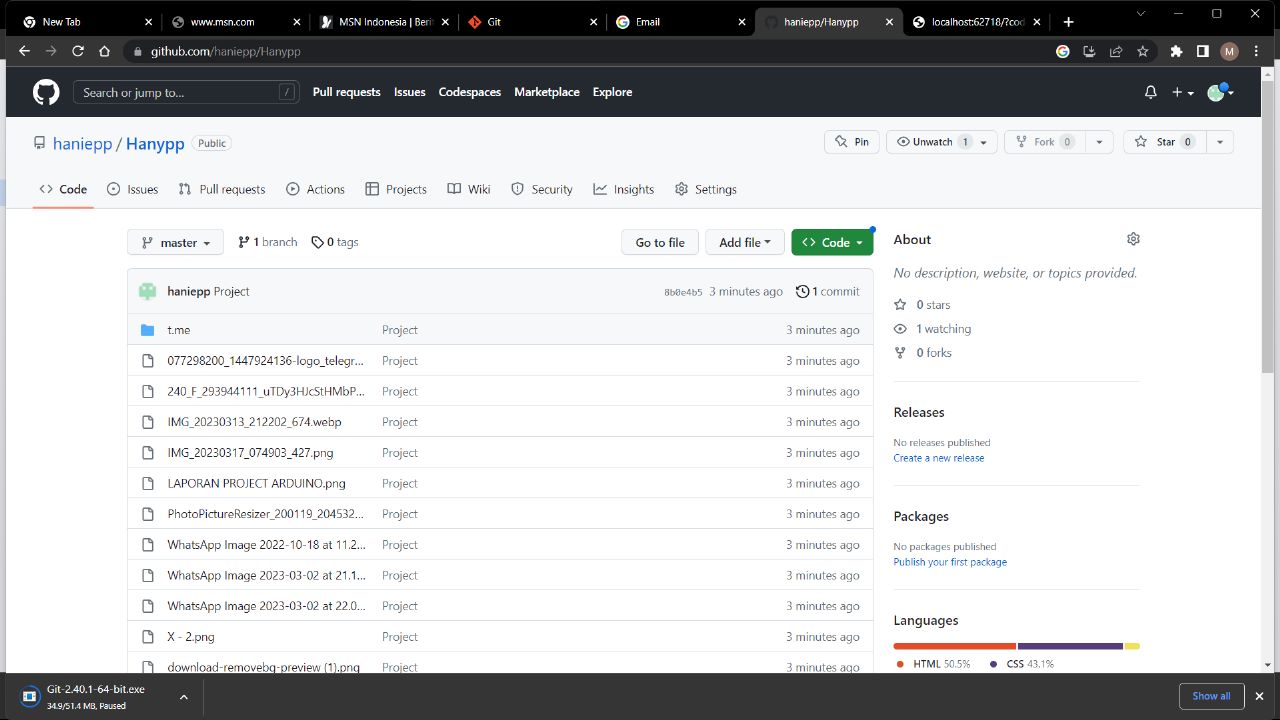 New Tab
www.msn.com
MSN Indonesia | Beri
Git
Email
haniepp/Hanypp
localhost:62718/?cod
github.com/haniepp/Hanypp
M
Search or jump to...
/
Pull requests
Issues
Codespaces
Marketplace
Explore
haniepp / Hanypp
Public
Pin
Unwatch 1
Fork 0
Star 0
Code
Issues
Pull requests
Actions
Projects
Wiki
Security
Insights
Settings
master
1 branch
0 tags
Go to file
Add file
Code
haniepp Project
8b0e4b5 3 minutes ago
1 commit
t.me Project 3 minutes ago
077298200_1447924136-logo_telegr... Project 3 minutes ago
240_F_293944111_uTDy3HJcStHMbP... Project 3 minutes ago
IMG_20230313_212202_674.webp Project 3 minutes ago
IMG_20230317_074903_427.png Project 3 minutes ago
LAPORAN PROJECT ARDUINO.png Project 3 minutes ago
PhotoPictureResizer_200119_204532... Project 3 minutes ago
WhatsApp Image 2022-10-18 at 11.2... Project 3 minutes ago
WhatsApp Image 2023-03-02 at 21.1... Project 3 minutes ago
WhatsApp Image 2023-03-02 at 22.0... Project 3 minutes ago
X - 2.png Project 3 minutes ago
download-removebg-preview (1).png Project 3 minutes ago
About
No description, website, or topics provided.
0 stars
1 watching
0 forks
Releases
No releases published
Create a new release
Packages
No packages published
Publish your first package
Languages
HTML 50.5%
CSS 43.1%
Git-2.40.1-64-bit.exe
34.9/51.4 MB, Paused
Show all